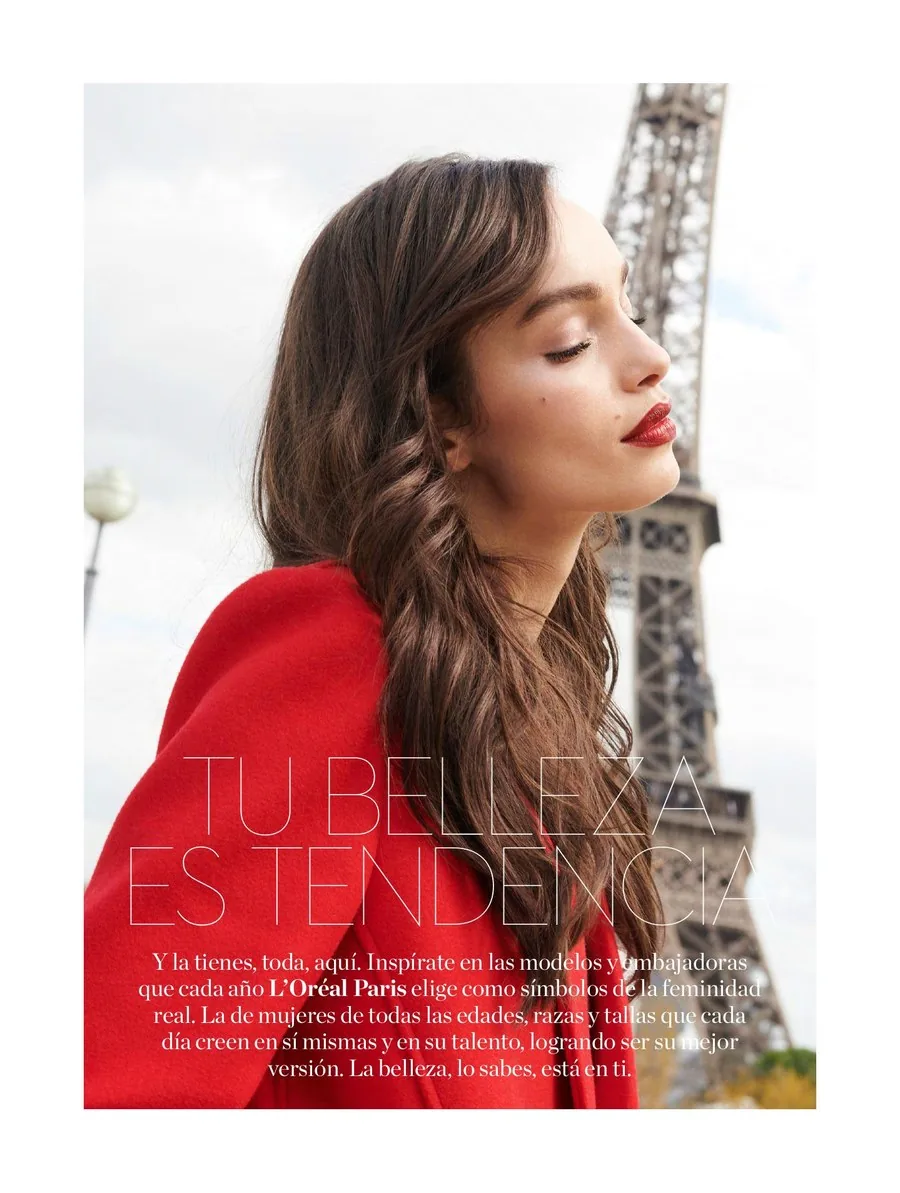 TU BELLEZA
ES TENDENCIA
Y la tienes, toda, aquí. Inspírate en las modelos y embajadoras
que cada año L’Oréal Paris elige como símbolos de la feminidad
real. La de mujeres de todas las edades, razas y tallas que cada
día creen en sí mismas y en su talento, logrando ser su mejor
versión. La belleza, lo sabes, está en ti.